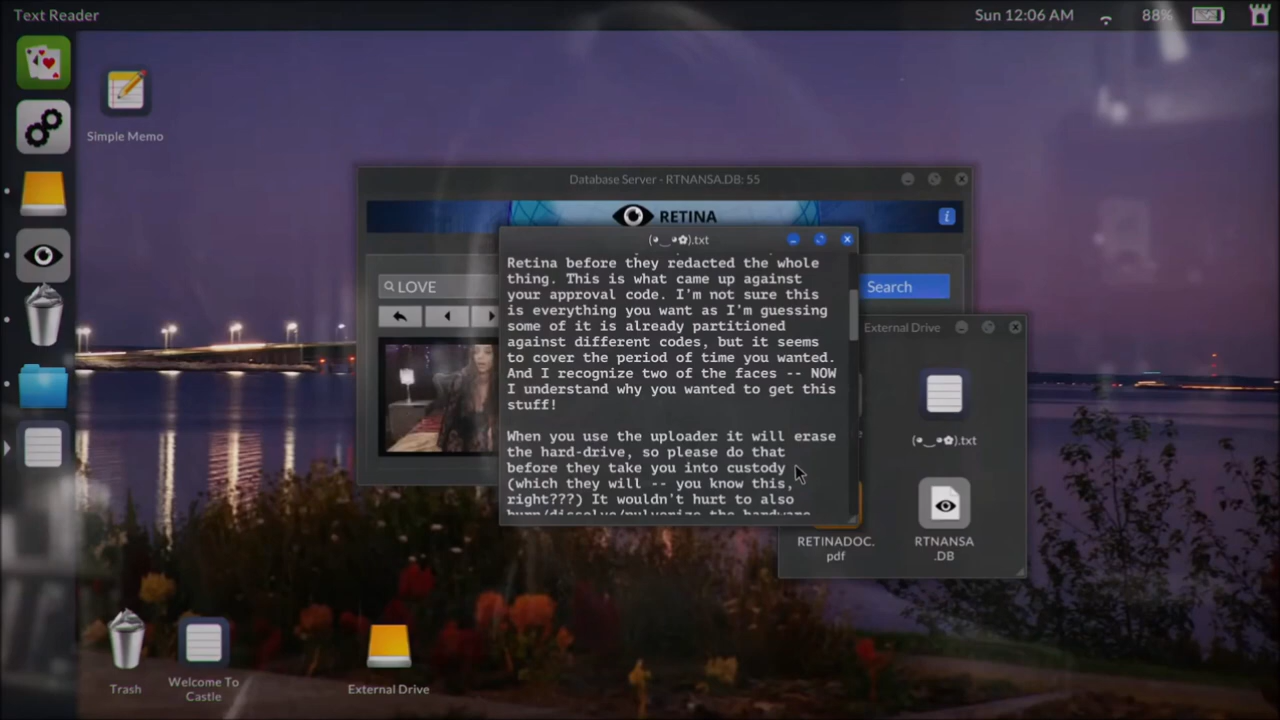 Text Reader
Sun 12:06 AM
88%
Simple Memo
Database Server - RTNANSA.DB: 55
RETINA
i
LOVE
Search
(◕‿◕✿).txt
Retina before they redacted the whole
thing. This is what came up against
your approval code. I'm not sure this
is everything you want as I'm guessing
some of it is already partitioned
against different codes, but it seems
to cover the period of time you wanted.
And I recognize two of the faces -- NOW
I understand why you wanted to get this
stuff!
When you use the uploader it will erase
the hard-drive, so please do that
before they take you into custody
(which they will -- you know this,
right???) It wouldn't hurt to also
burn/dissolve/pulverize the hardware
External Drive
(◕‿◕✿).txt
RETINADOC.
pdf
RTNANSA
.DB
Trash
Welcome To
Castle
External Drive